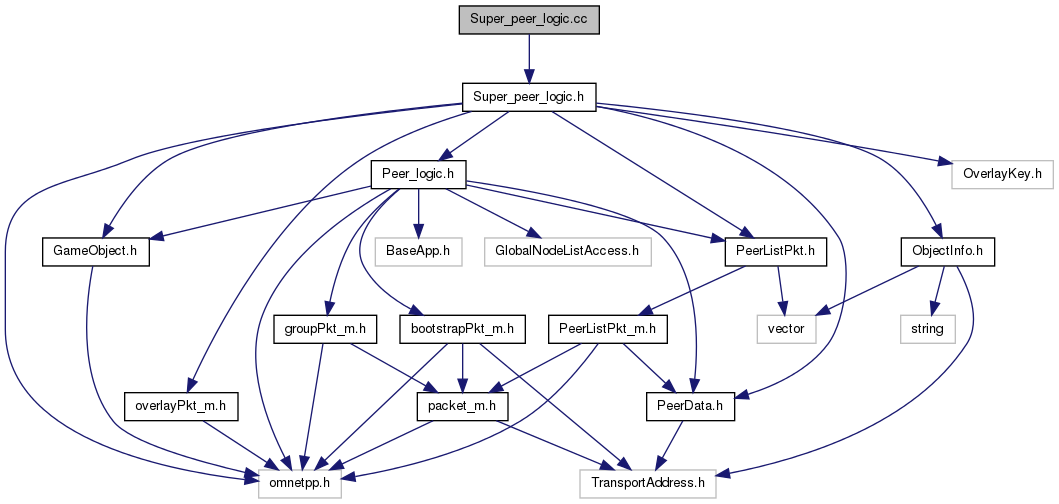 Super_peer_logic.cc
Super_peer_logic.h
Peer_logic.h
OverlayKey.h
GameObject.h
BaseApp.h
GlobalNodeListAccess.h
PeerListPkt.h
ObjectInfo.h
groupPkt_m.h
bootstrapPkt_m.h
PeerListPkt_m.h
vector
string
overlayPkt_m.h
packet_m.h
PeerData.h
omnetpp.h
TransportAddress.h